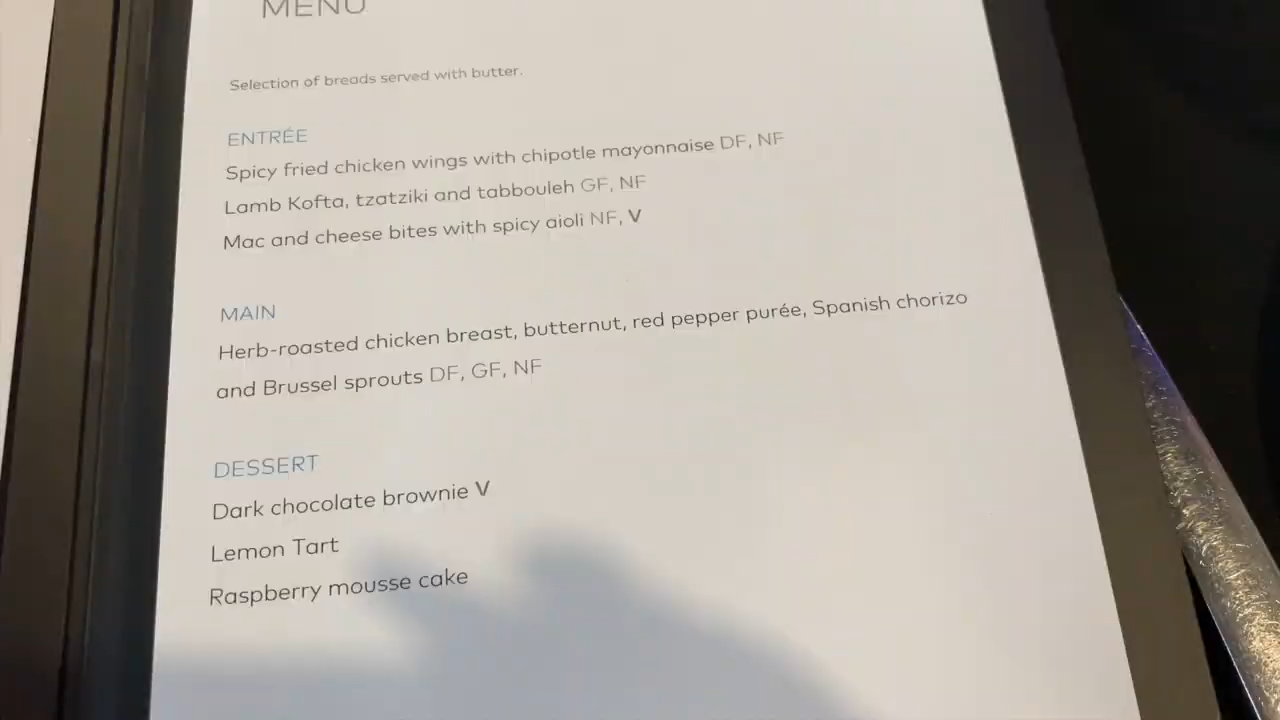 MENU
Selection of breads served with butter.
ENTRÉE
Spicy fried chicken wings with chipotle mayonnaise DF, NF
Lamb Kofta, tzatziki and tabbouleh GF, NF
Mac and cheese bites with spicy aioli NF, V
MAIN
Herb-roasted chicken breast, butternut, red pepper purée, Spanish chorizo
and Brussel sprouts DF, GF, NF
DESSERT
Dark chocolate brownie V
Lemon Tart
Raspberry mousse cake